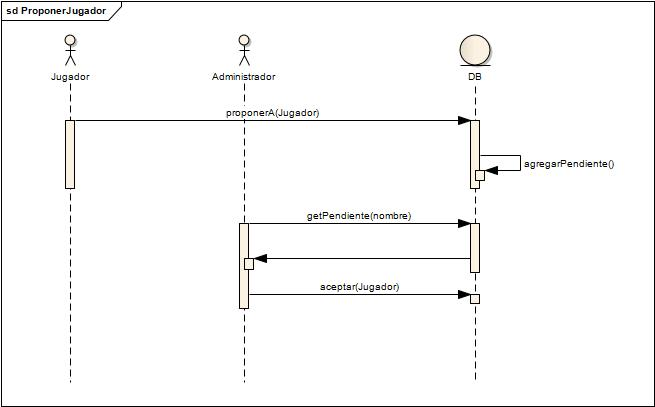 sd ProponerJugador
Jugador
Administrador
DB
proponerA(Jugador)
agregarPendiente()
getPendiente(nombre)
aceptar(Jugador)